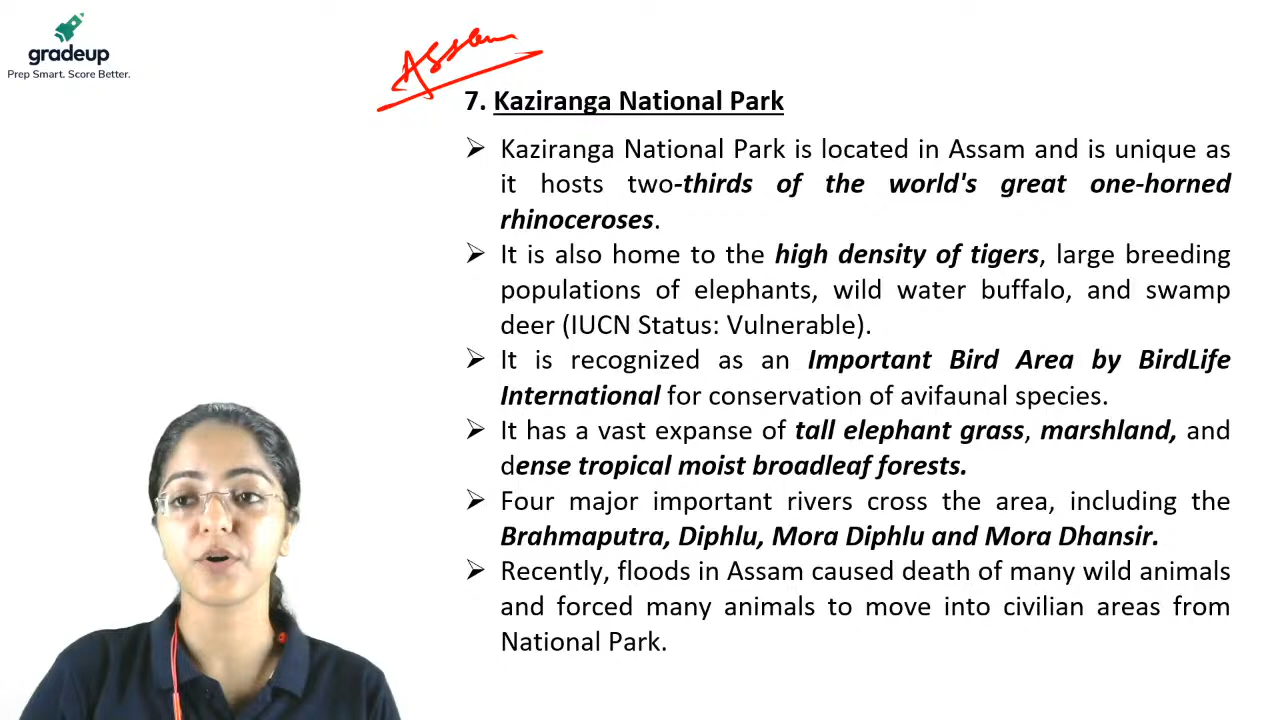 gradeup
Prep Smart. Score Better.
Assam
7. Kaziranga National Park
➢ Kaziranga National Park is located in Assam and is unique as
it hosts two-thirds of the world's great one-horned
rhinoceroses.
➢ It is also home to the high density of tigers, large breeding
populations of elephants, wild water buffalo, and swamp
deer (IUCN Status: Vulnerable).
➢ It is recognized as an Important Bird Area by BirdLife
International for conservation of avifaunal species.
➢ It has a vast expanse of tall elephant grass, marshland, and
dense tropical moist broadleaf forests.
➢ Four major important rivers cross the area, including the
Brahmaputra, Diphlu, Mora Diphlu and Mora Dhansir.
➢ Recently, floods in Assam caused death of many wild animals
and forced many animals to move into civilian areas from
National Park.